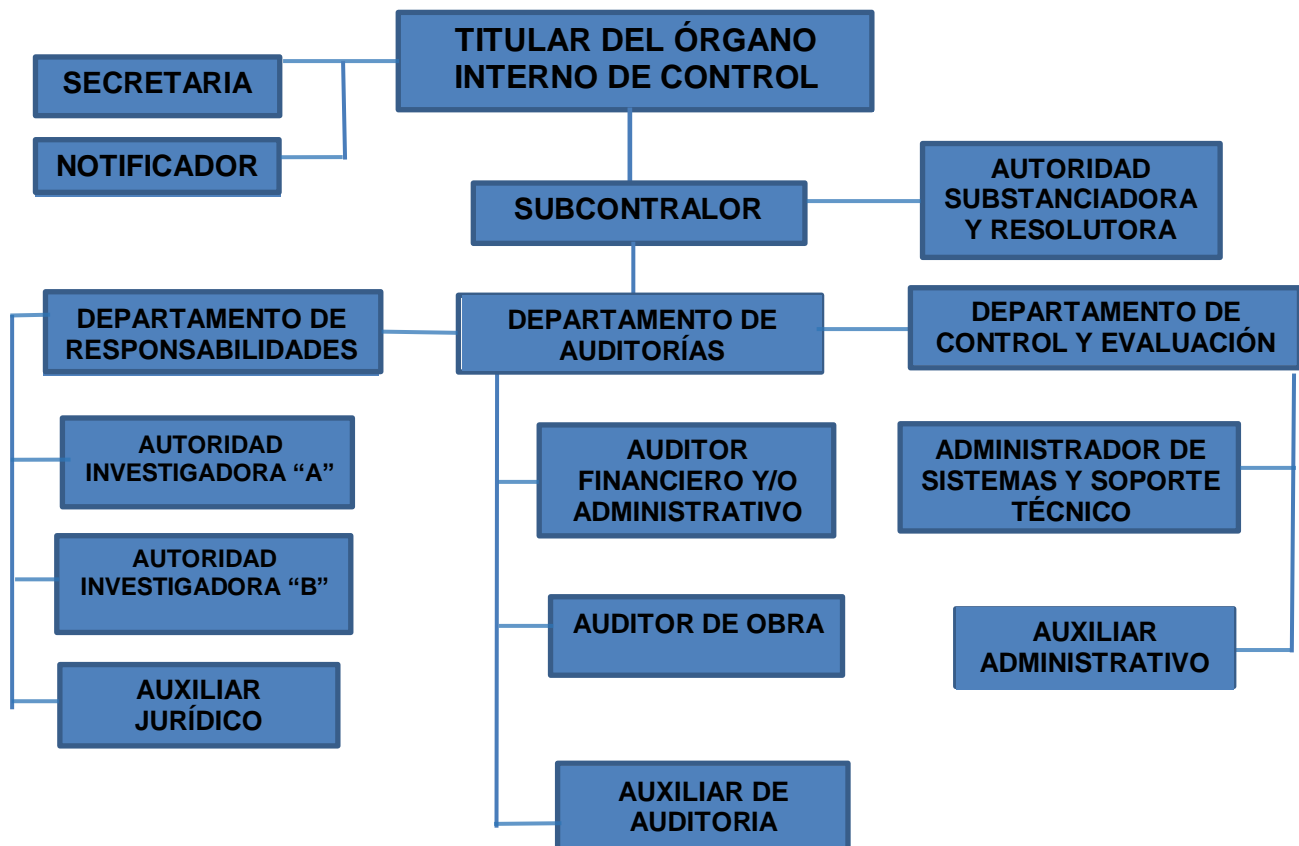 TITULAR DEL ÓRGANO
INTERNO DE CONTROL
SECRETARIA
NOTIFICADOR
SUBCONTRALOR
AUTORIDAD
SUBSTANCIADORA
Y RESOLUTORA
DEPARTAMENTO DE
RESPONSABILIDADES
DEPARTAMENTO DE
AUDITORÍAS
DEPARTAMENTO DE
CONTROL Y EVALUACIÓN
AUTORIDAD
INVESTIGADORA “A”
AUTORIDAD
INVESTIGADORA “B”
AUXILIAR
JURÍDICO
AUDITOR
FINANCIERO Y/O
ADMINISTRATIVO
AUDITOR DE OBRA
AUXILIAR DE
AUDITORIA
ADMINISTRADOR DE
SISTEMAS Y SOPORTE
TÉCNICO
AUXILIAR
ADMINISTRATIVO